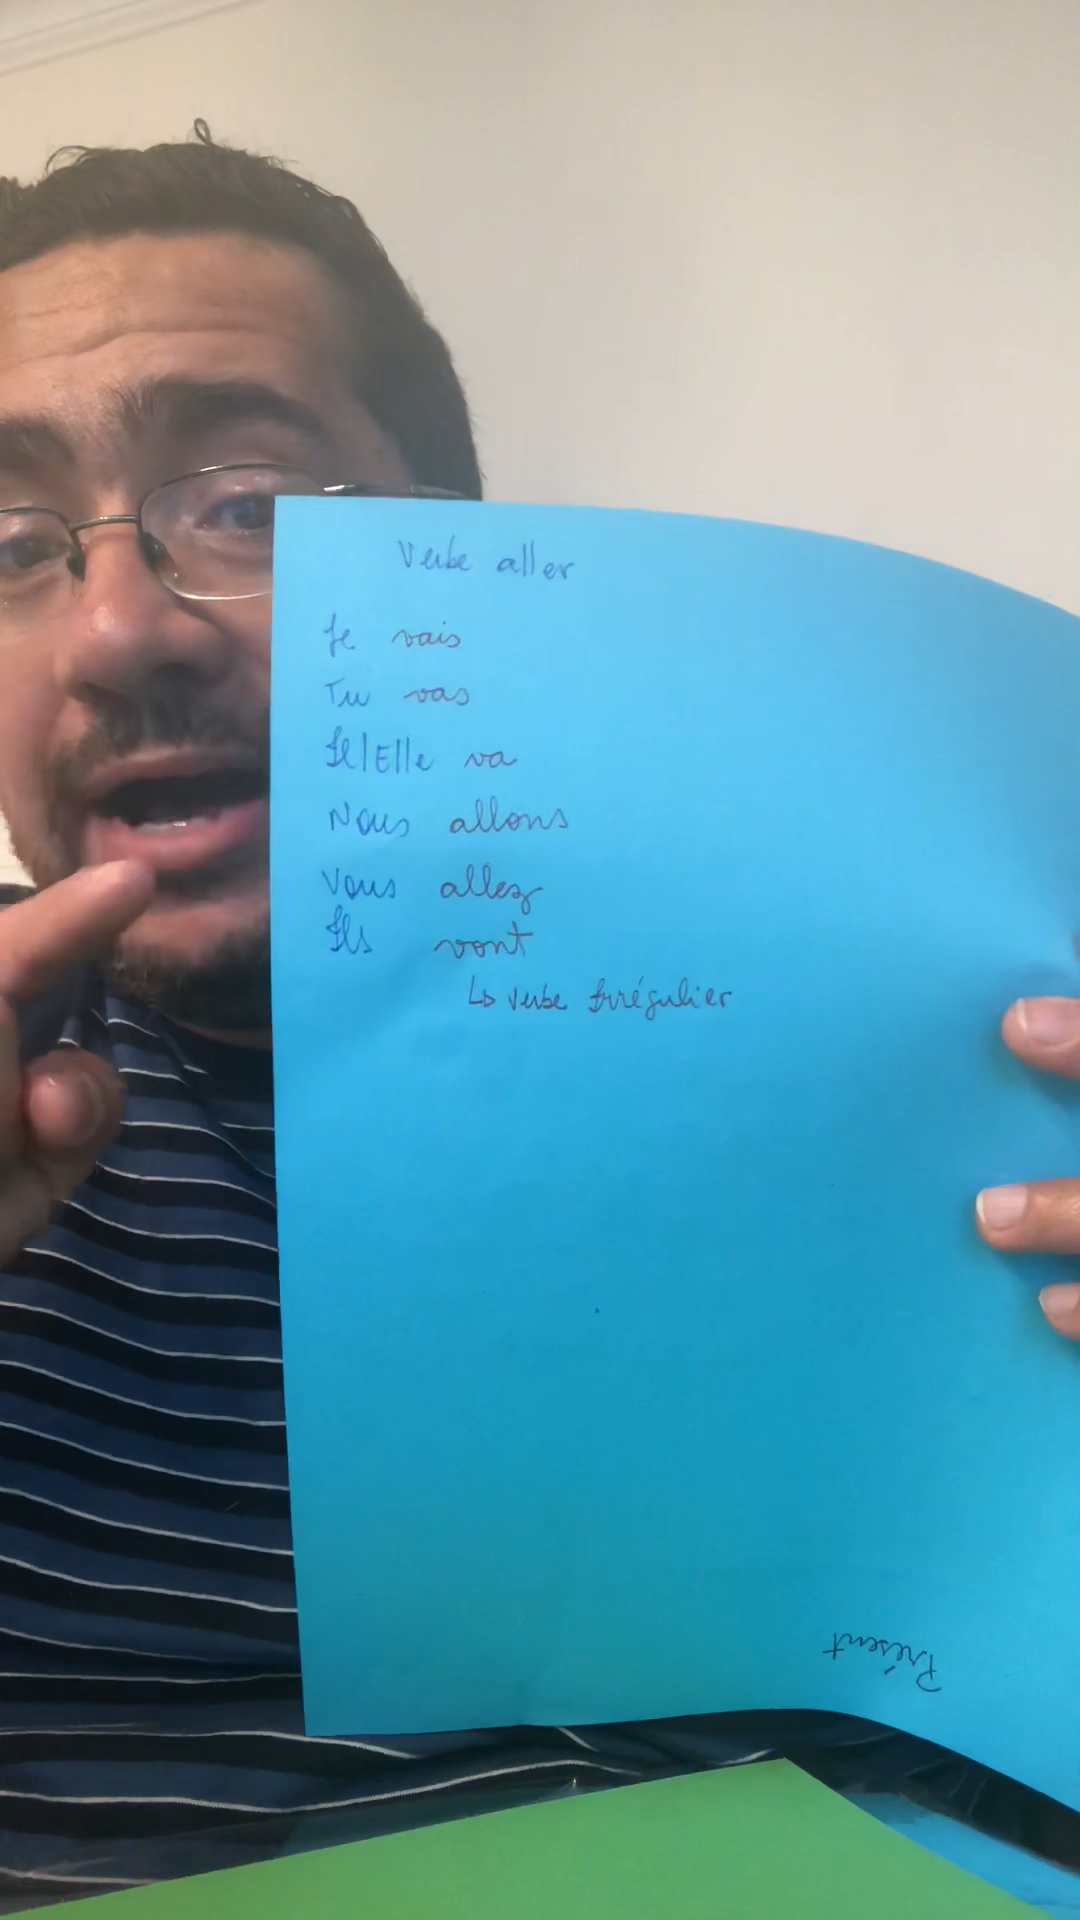 Verbe aller
Je vais
Tu vas
Il/Elle va
Nous allons
Vous allez
Ils vont
↳ verbe Irrégulier
Présent